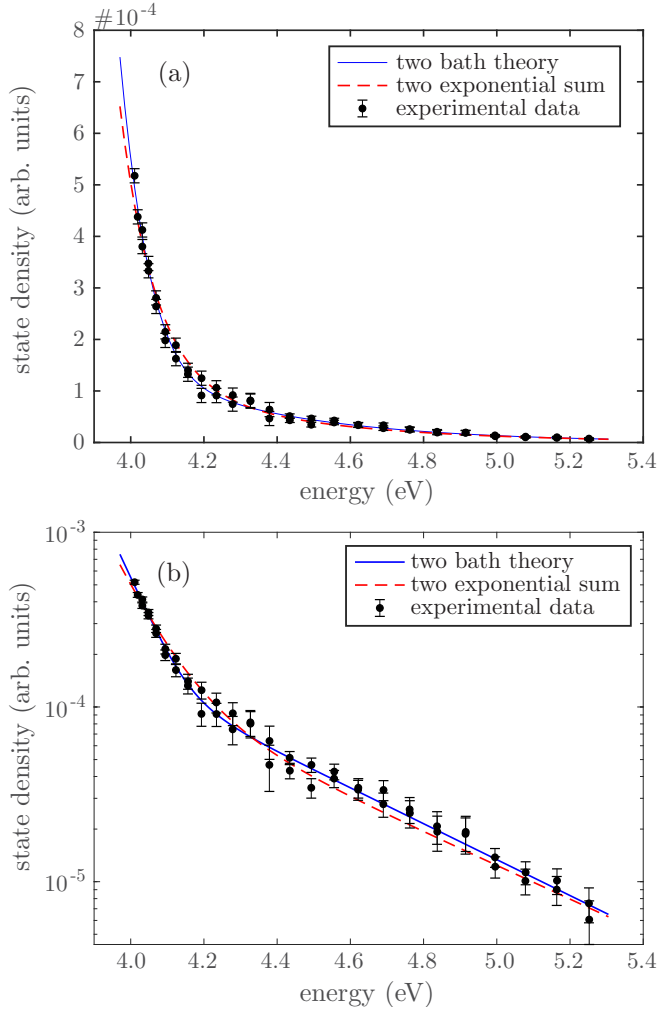 #10^-4
8
7
6
5
4
3
2
1
0
(a)
two bath theory
two exponential sum
experimental data
state density (arb. units)
4.0 4.2 4.4 4.6 4.8 5.0 5.2 5.4
energy (eV)
10^-3
10^-4
10^-5
(b)
two bath theory
two exponential sum
experimental data
state density (arb. units)
4.0 4.2 4.4 4.6 4.8 5.0 5.2 5.4
energy (eV)